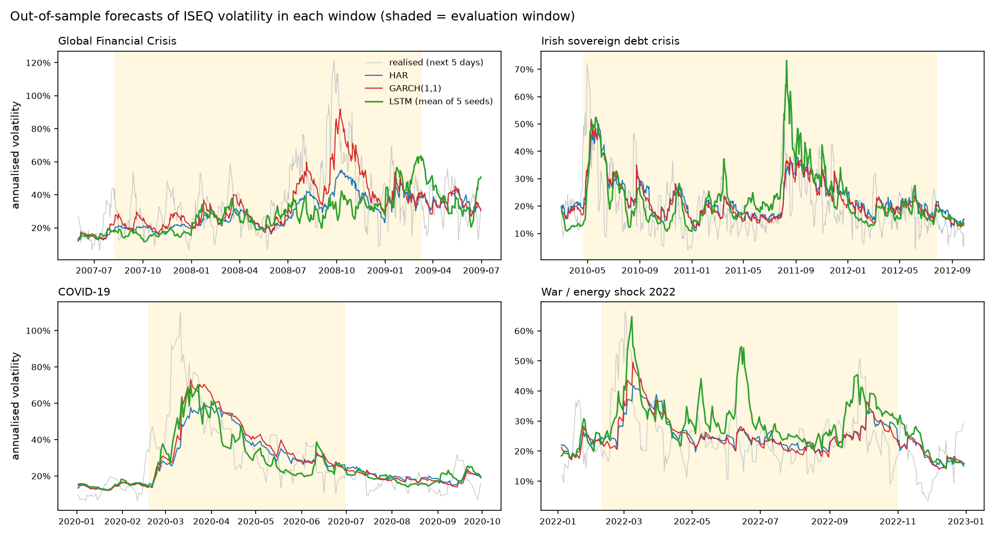 Out-of-sample forecasts of ISEQ volatility in each window (shaded = evaluation window)
Global Financial Crisis
annualised volatility
120%
100%
80%
60%
40%
20%
realised (next 5 days)
HAR
GARCH(1,1)
LSTM (mean of 5 seeds)
2007-07 2007-10 2008-01 2008-04 2008-07 2008-10 2009-01 2009-04 2009-07
Irish sovereign debt crisis
70%
60%
50%
40%
30%
20%
10%
2010-05 2010-09 2011-01 2011-05 2011-09 2012-01 2012-05 2012-09
COVID-19
annualised volatility
100%
80%
60%
40%
20%
2020-01 2020-02 2020-03 2020-04 2020-05 2020-06 2020-07 2020-08 2020-09 2020-10
War / energy shock 2022
60%
50%
40%
30%
20%
10%
2022-01 2022-03 2022-05 2022-07 2022-09 2022-11 2023-01